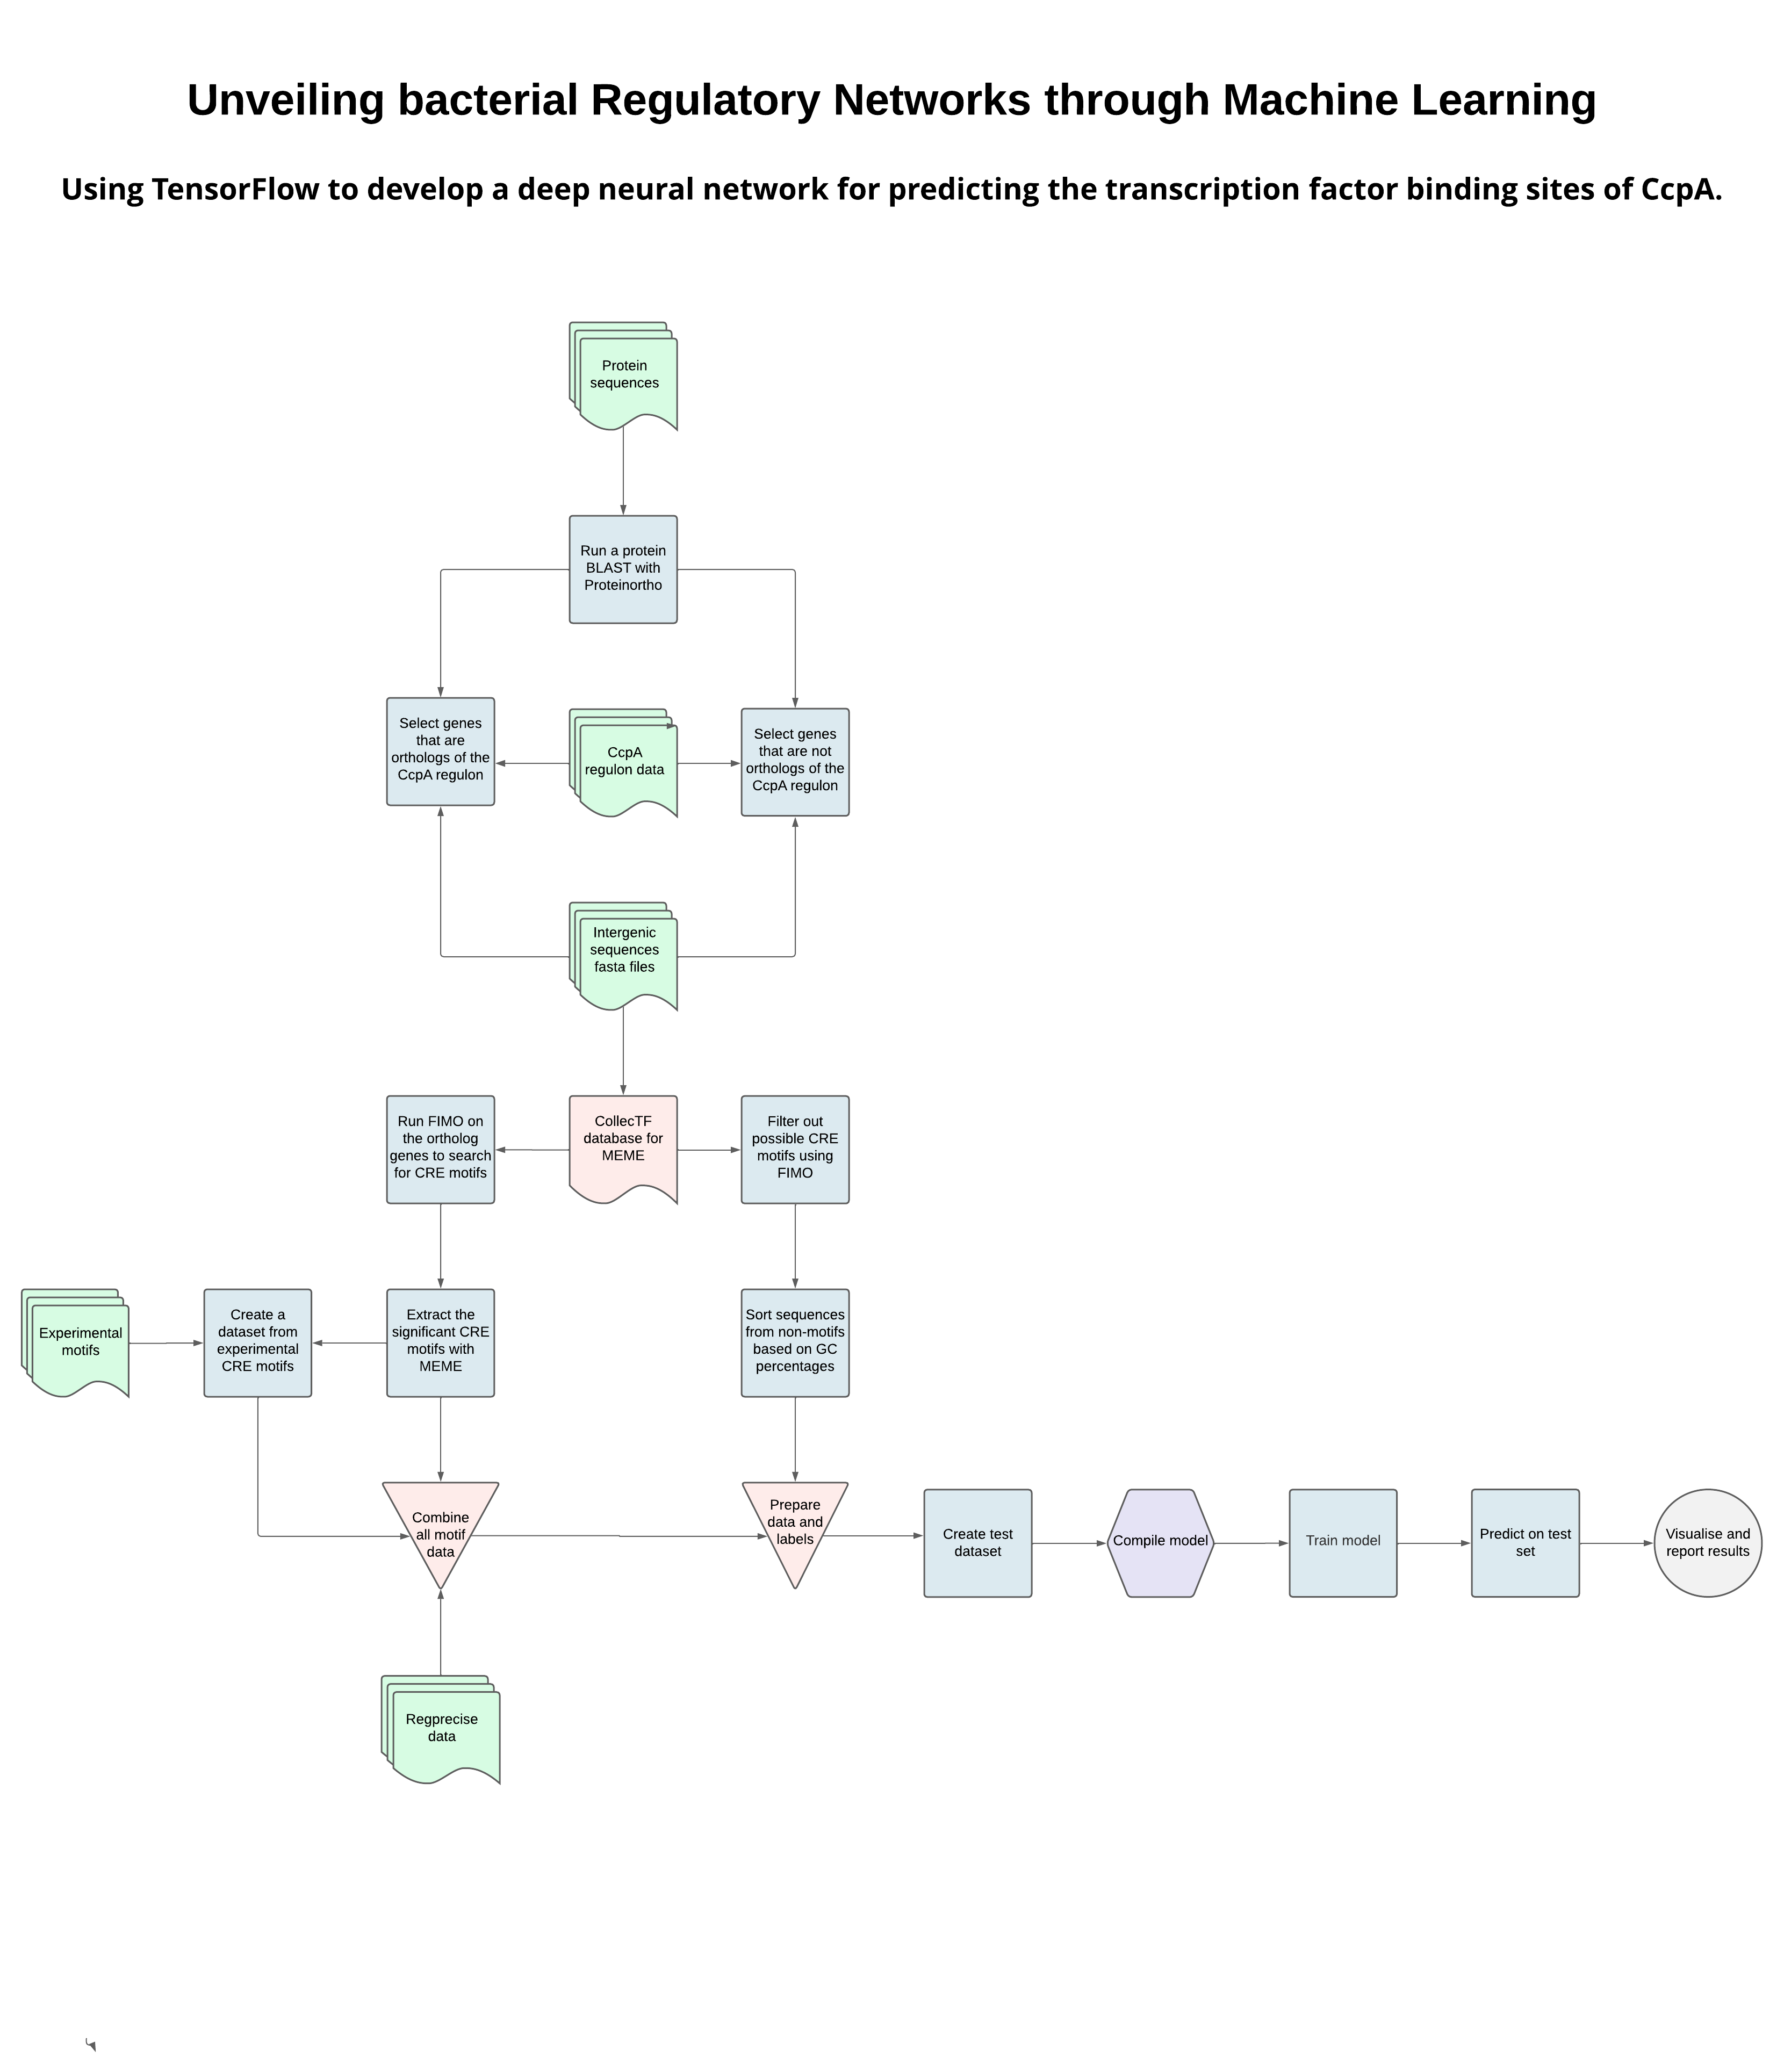 Unveiling bacterial Regulatory Networks through Machine Learning
Using TensorFlow to develop a deep neural network for predicting the transcription factor binding sites of CcpA.
Protein
sequences
Run a protein
BLAST with
Proteinortho
Select genes
that are
orthologs of the
CcpA regulon
CcpA
regulon data
Select genes
that are not
orthologs of the
CcpA regulon
Intergenic
sequences
fasta files
Run FIMO on
the ortholog
genes to search
for CRE motifs
CollecTF
database for
MEME
Filter out
possible CRE
motifs using
FIMO
Experimental
motifs
Create a
dataset from
experimental
CRE motifs
Extract the
significant CRE
motifs with
MEME
Sort sequences
from non-motifs
based on GC
percentages
Combine
all motif
data
Prepare
data and
labels
Create test
dataset
Compile model
Train model
Predict on test
set
Visualise and
report results
Regprecise
data